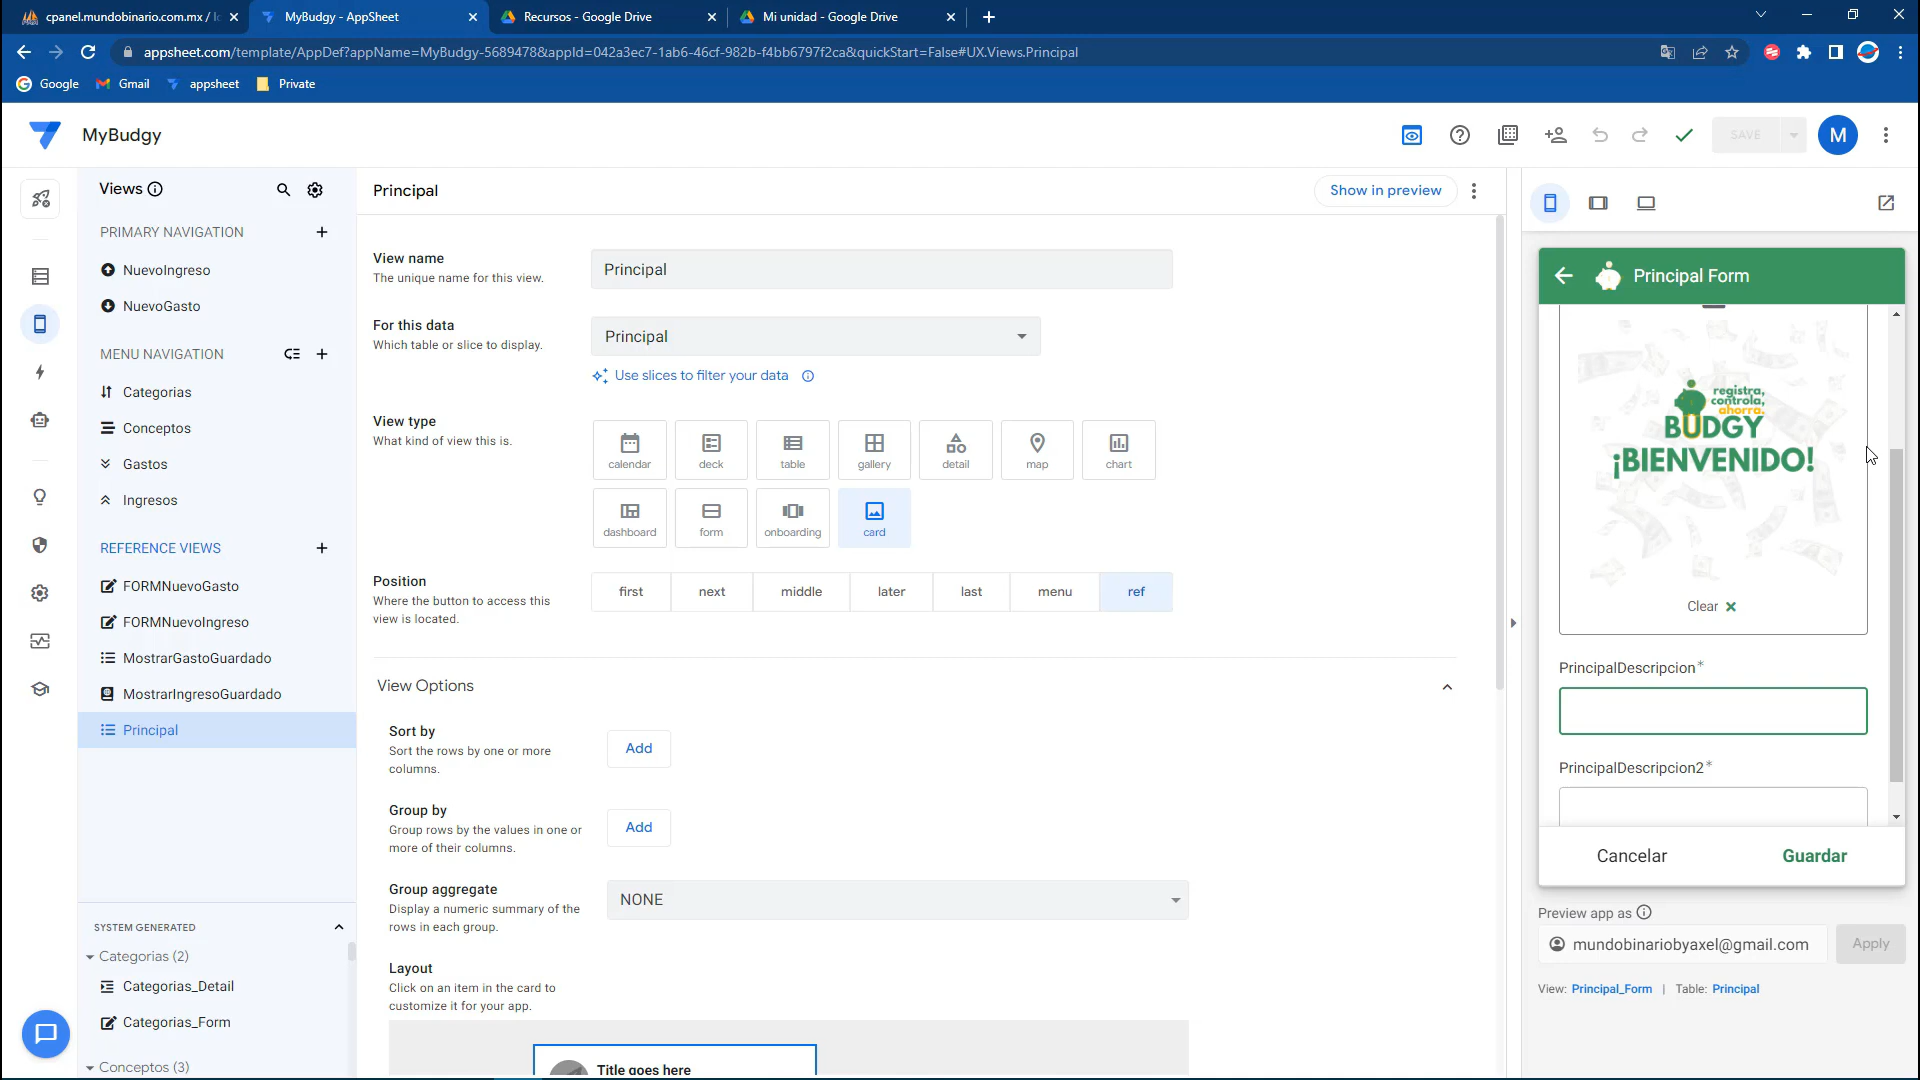 cpanel.mundobinario.com.mx / lo
MyBudgy - AppSheet
Recursos - Google Drive
Mi unidad - Google Drive
appsheet.com/template/AppDef?appName=MyBudgy-5689478&appId=042a3ec7-1ab6-46cf-982b-f4bb6797f2ca&quickStart=False#UX.Views.Principal
Google
Gmail
appsheet
Private
MyBudgy
SAVE
M
Views
Principal
Show in preview
PRIMARY NAVIGATION
NuevoIngreso
NuevoGasto
MENU NAVIGATION
Categorias
Conceptos
Gastos
Ingresos
REFERENCE VIEWS
FORMNuevoGasto
FORMNuevoIngreso
MostrarGastoGuardado
MostrarIngresoGuardado
Principal
SYSTEM GENERATED
Categorias (2)
Categorias_Detail
Categorias_Form
Conceptos (3)
View name
The unique name for this view.
Principal
For this data
Which table or slice to display.
Principal
Use slices to filter your data
View type
What kind of view this is.
calendar
deck
table
gallery
detail
map
chart
dashboard
form
onboarding
card
Position
Where the button to access this
view is located.
first
next
middle
later
last
menu
ref
View Options
Sort by
Sort the rows by one or more
columns.
Add
Group by
Group rows by the values in one or
more of their columns.
Add
Group aggregate
Display a numeric summary of the
rows in each group.
NONE
Layout
Click on an item in the card to
customize it for your app.
Title goes here
Principal Form
registra,
controla,
ahorra.
BUDGY
¡BIENVENIDO!
Clear
PrincipalDescripcion*
PrincipalDescripcion2*
Cancelar
Guardar
Preview app as
mundobinariobyaxel@gmail.com
Apply
View: Principal_Form | Table: Principal